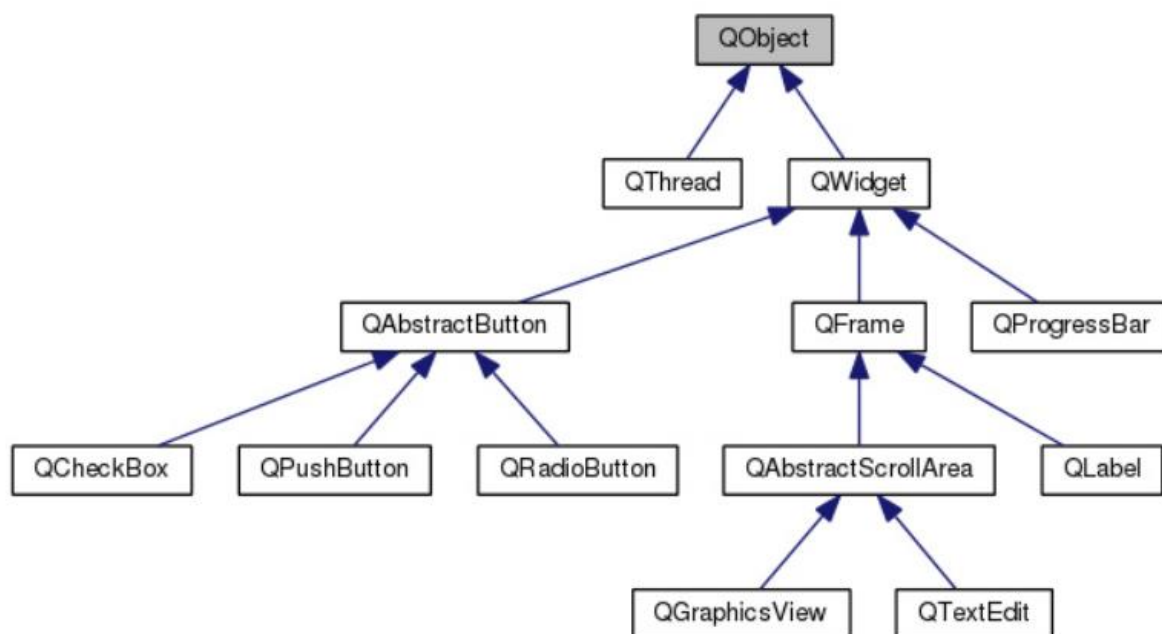 QObject
QThread
QWidget
QAbstractButton
QFrame
QProgressBar
QCheckBox
QPushButton
QRadioButton
QAbstractScrollArea
QLabel
QGraphicsView
QTextEdit